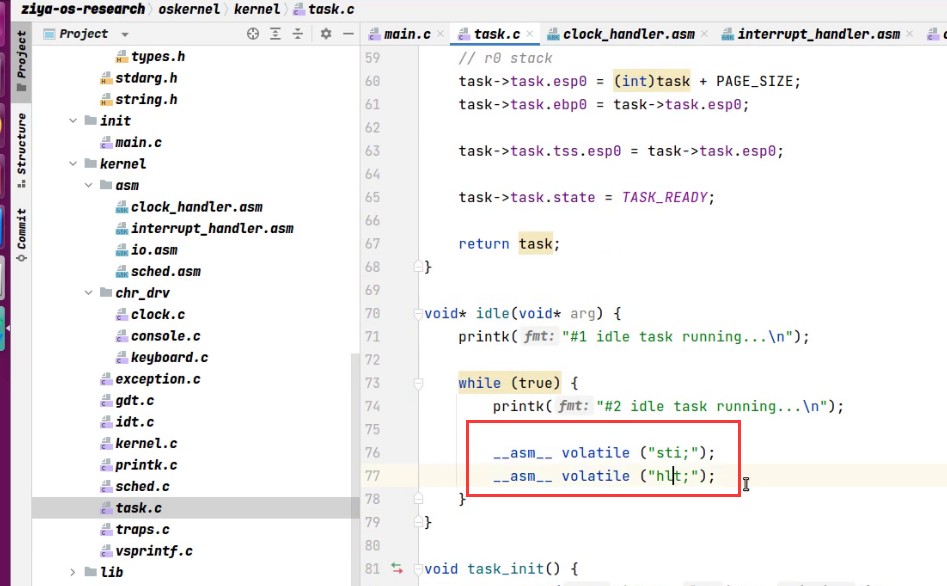 ziya-os-research oskernel kernel task.c
Project
main.c
task.c
clock_handler.asm
interrupt_handler.asm
Project
Structure
Commit
types.h
stdarg.h
string.h
init
main.c
kernel
asm
clock_handler.asm
interrupt_handler.asm
io.asm
sched.asm
chr_drv
clock.c
console.c
keyboard.c
exception.c
gdt.c
idt.c
kernel.c
printk.c
sched.c
task.c
traps.c
vsprintf.c
lib
59 // r0 stack
60 task->task.esp0 = (int)task + PAGE_SIZE;
61 task->task.ebp0 = task->task.esp0;
62
63 task->task.tss.esp0 = task->task.esp0;
64
65 task->task.state = TASK_READY;
66
67 return task;
68 }
69
70 void* idle(void* arg) {
71 printk( fmt: "#1 idle task running...\n");
72
73 while (true) {
74 printk( fmt: "#2 idle task running...\n");
75
76 __asm__ volatile ("sti;");
77 __asm__ volatile ("hlt;");
78 }
79 }
80
81 void task_init() {